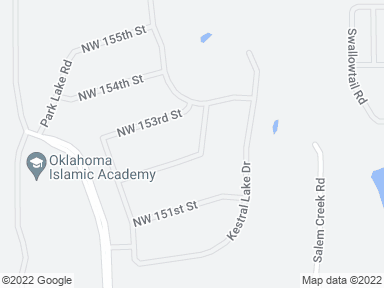 NW 155th St
Park Lake Rd
NW 154th St
NW 153rd St
Swallowtail Rd
Oklahoma
Islamic Academy
NW 151st St
Kestral Lake Dr
Salem Creek Rd
©2022 Google
Map data ©2022